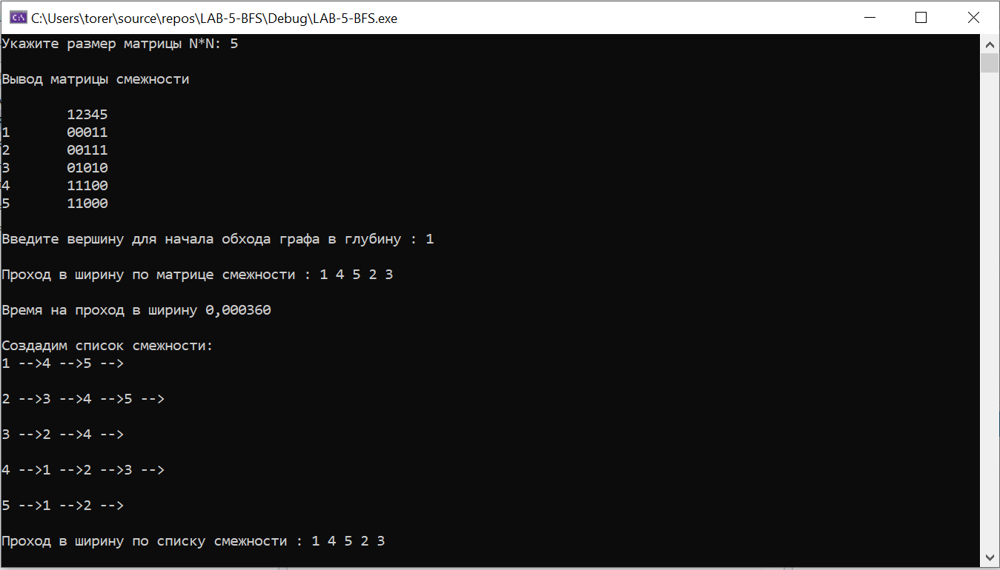 C:\Users\torer\source\repos\LAB-5-BFS\Debug\LAB-5-BFS.exe
Укажите размер матрицы N*N: 5
Вывод матрицы смежности
12345
1 00011
2 00111
3 01010
4 11100
5 11000
Введите вершину для начала обхода графа в глубину : 1
Проход в ширину по матрице смежности : 1 4 5 2 3
Время на проход в ширину 0,000360
Создадим список смежности:
1 -->4 -->5 -->
2 -->3 -->4 -->5 -->
3 -->2 -->4 -->
4 -->1 -->2 -->3 -->
5 -->1 -->2 -->
Проход в ширину по списку смежности : 1 4 5 2 3